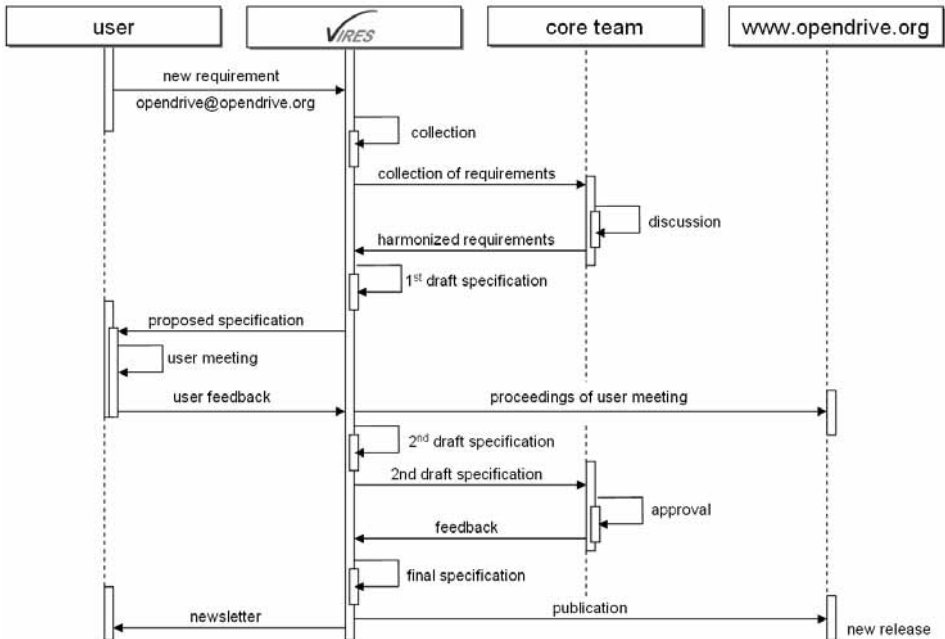 user
VIRES
core team
www.opendrive.org
new requirement
opendrive@opendrive.org
collection
collection of requirements
discussion
harmonized requirements
1st draft specification
proposed specification
user meeting
user feedback
proceedings of user meeting
2nd draft specification
2nd draft specification
approval
feedback
final specification
newsletter
publication
new release